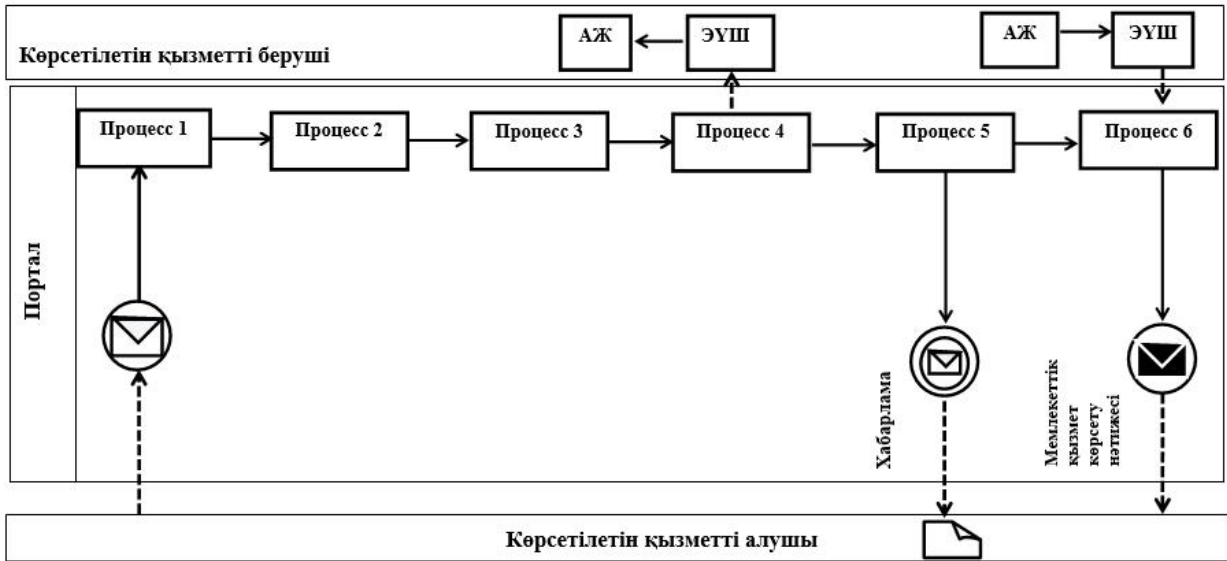 АЖ
ЭҮШ
АЖ
ЭҮШ
Көрсетілетін қызметті беруші
Процесс 1
Процесс 2
Процесс 3
Процесс 4
Процесс 5
Процесс 6
Портал
Хабарлама
Мемлекеттік
қызмет
көрсету
нәтижесі
Көрсетілетін қызметті алушы